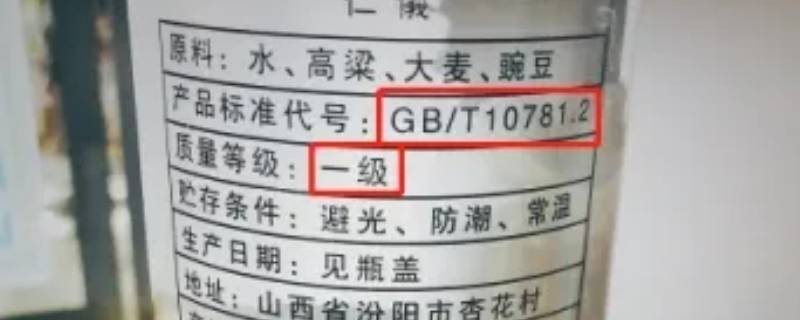 原料：水、高粱、大麦、豌豆
产品标准代号：GB/T10781.2
质量等级：一级
贮存条件：避光、防潮、常温
生产日期：见瓶盖
地址：山西省汾阳市杏花村